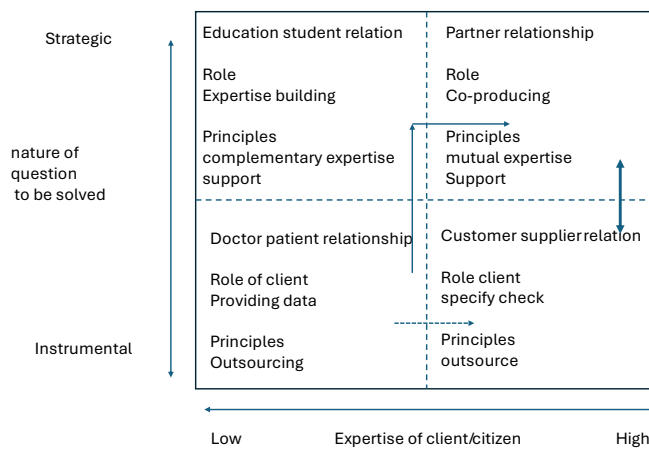 Strategic
nature of
question
to be solved
Instrumental
Education student relation
Role
Expertise building
Principles
complementary expertise
support
Partner relationship
Role
Co-producing
Principles
mutual expertise
Support
Doctor patient relationship
Role of client
Providing data
Principles
Outsourcing
Customer supplier relation
Role client
specify check
Principles
outsource
Low
Expertise of client/citizen
High